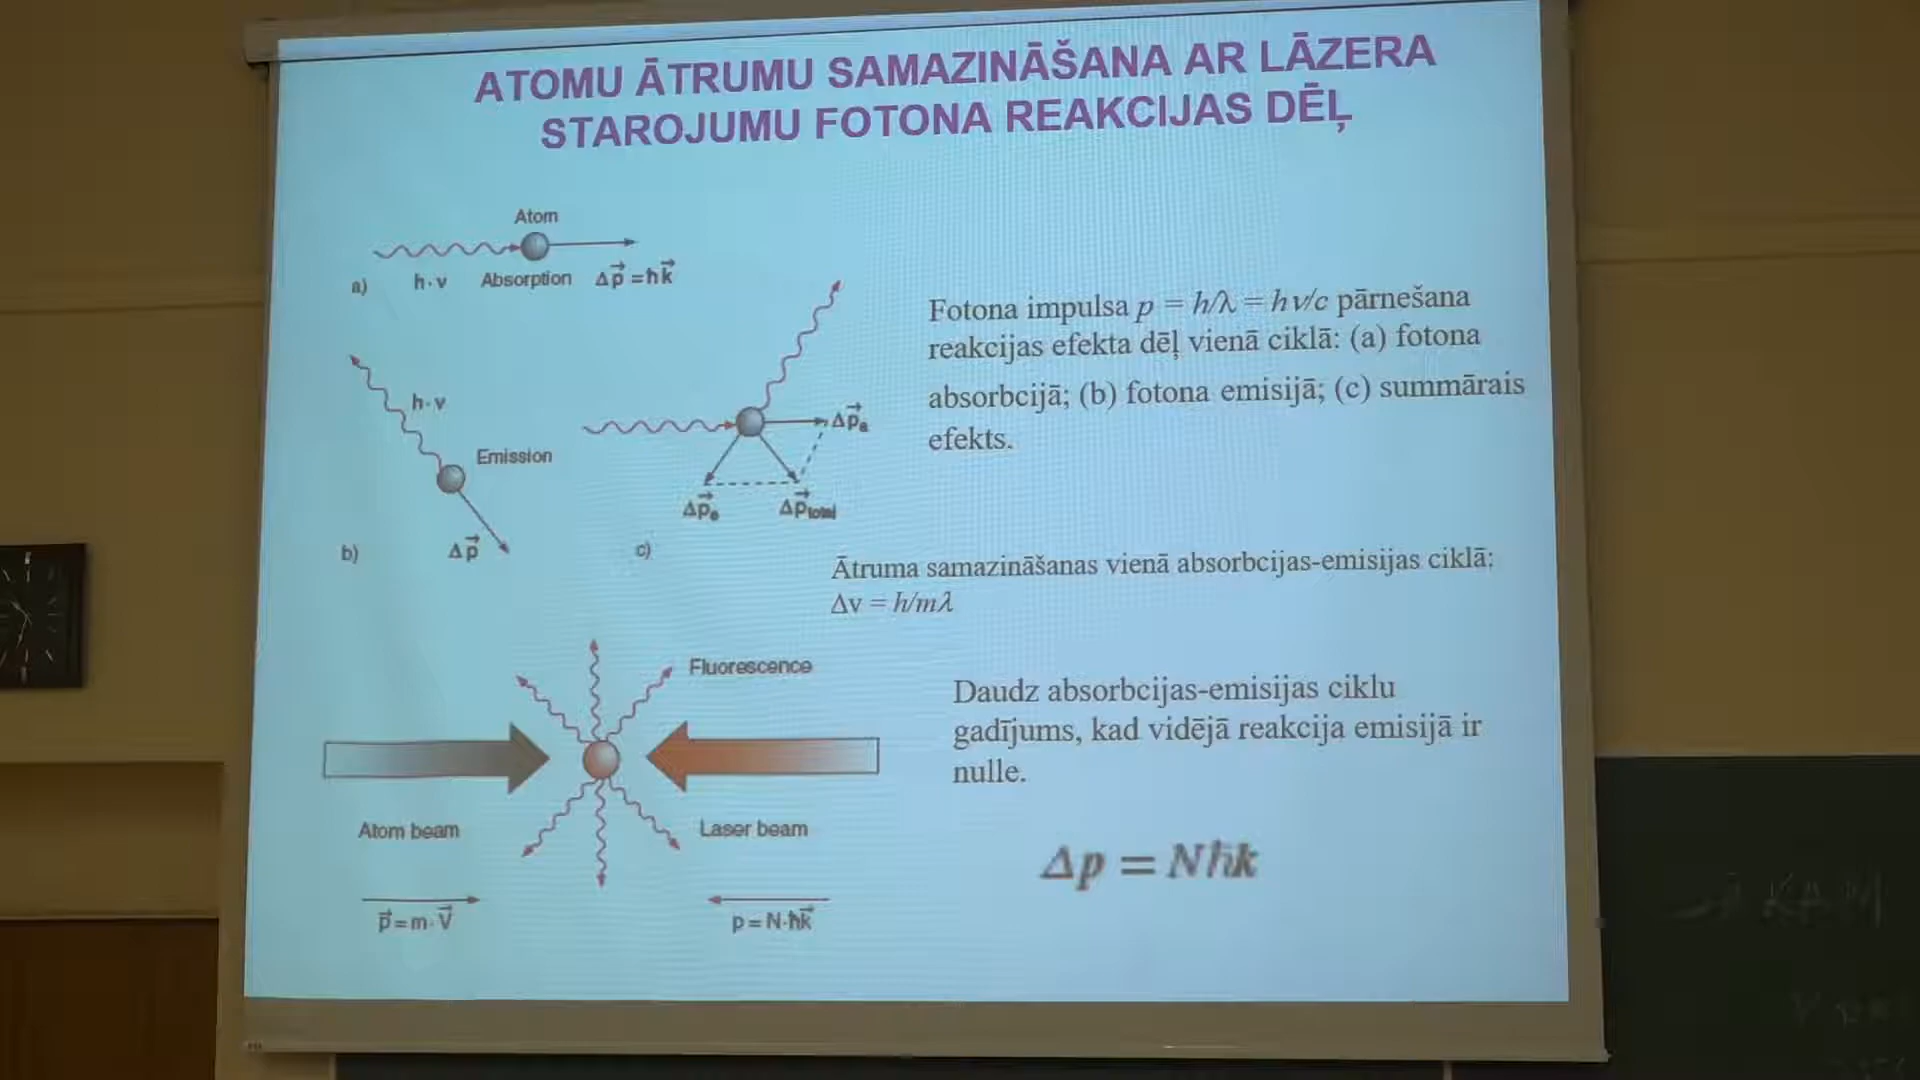 ATOMU ĀTRUMU SAMAZINĀŠANA AR LĀZERA
STAROJUMU FOTONA REAKCIJAS DĒĻ
Atom
a) h·ν Absorption Δp⃗ =ħk⃗
Fotona impulsa p = h/λ = hν/c pārnešana
reakcijas efekta dēļ vienā ciklā: (a) fotona
absorbcijā; (b) fotona emisijā; (c) summārais
efekts.
h·ν
Emission
Δp⃗
b)
Δp⃗a
Δp⃗e
Δp⃗total
c)
Ātruma samazināšanas vienā absorbcijas-emisijas ciklā:
Δv = h/mλ
Fluorescence
Atom beam
Laser beam
p⃗=m·V⃗
p=N·ħk⃗
Daudz absorbcijas-emisijas ciklu
gadījums, kad vidējā reakcija emisijā ir
nulle.
Δp = Nħk